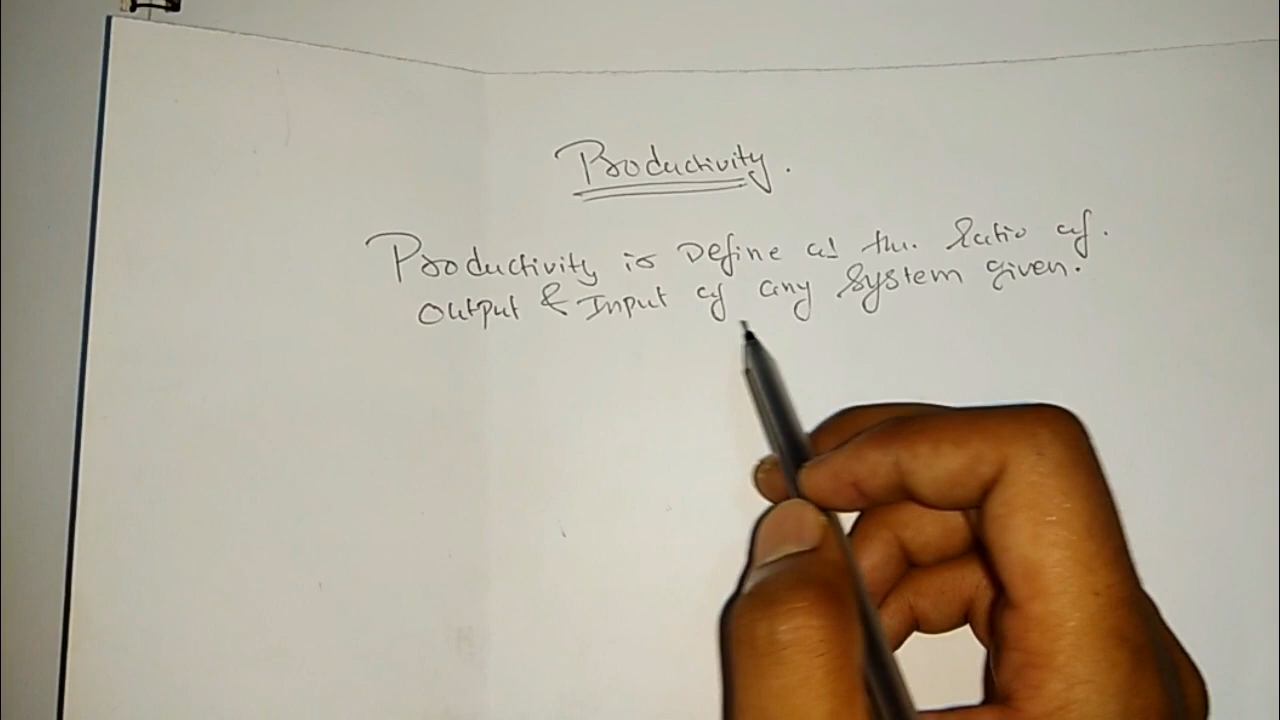 Productivity.
Productivity is Define as the Ratio of.
Output & Input of any System given.